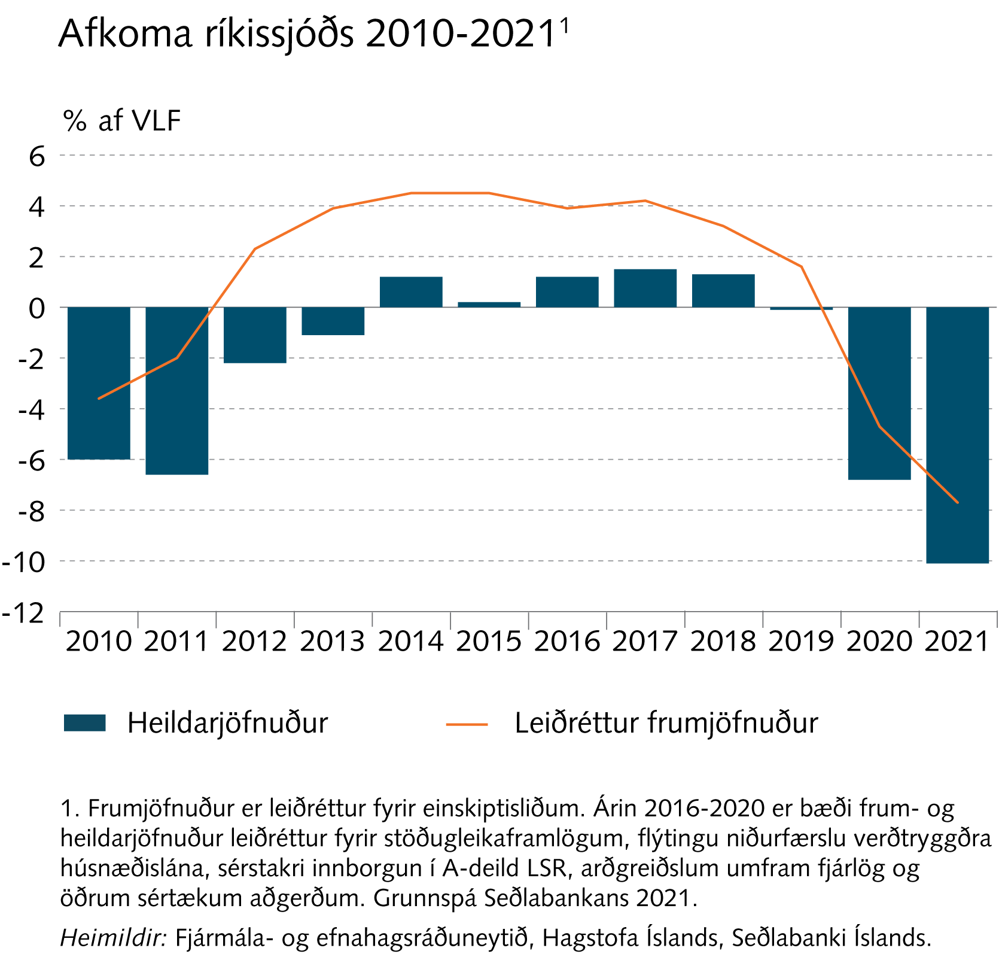 Afkoma ríkissjóðs 2010-2021¹
% af VLF
6
4
2
0
-2
-4
-6
-8
-10
-12
2010 2011 2012 2013 2014 2015 2016 2017 2018 2019 2020 2021
Heildarjöfnuður Leiðréttur frumjöfnuður
1. Frumjöfnuður er leiðréttur fyrir einskiptisliðum. Árin 2016-2020 er bæði frum- og
heildarjöfnuður leiðréttur fyrir stöðugleikaframlögum, flýtingu niðurfærslu verðtryggðra
húsnæðislána, sérstakri innborgun í A-deild LSR, arðgreiðslum umfram fjárlög og
öðrum sértækum aðgerðum. Grunnspá Seðlabankans 2021.
Heimildir: Fjármála- og efnahagsráðuneytið, Hagstofa Íslands, Seðlabanki Íslands.